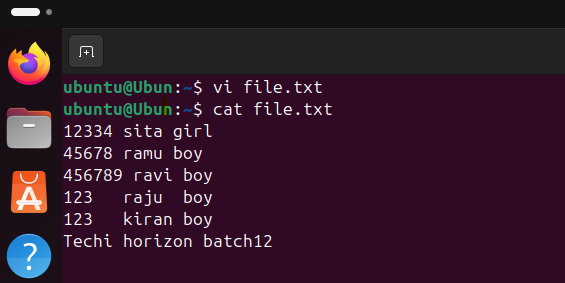 ubuntu@Ubun:~$ vi file.txt
ubuntu@Ubun:~$ cat file.txt
12334 sita girl
45678 ramu boy
456789 ravi boy
123   raju  boy
123   kiran boy
Techi horizon batch12